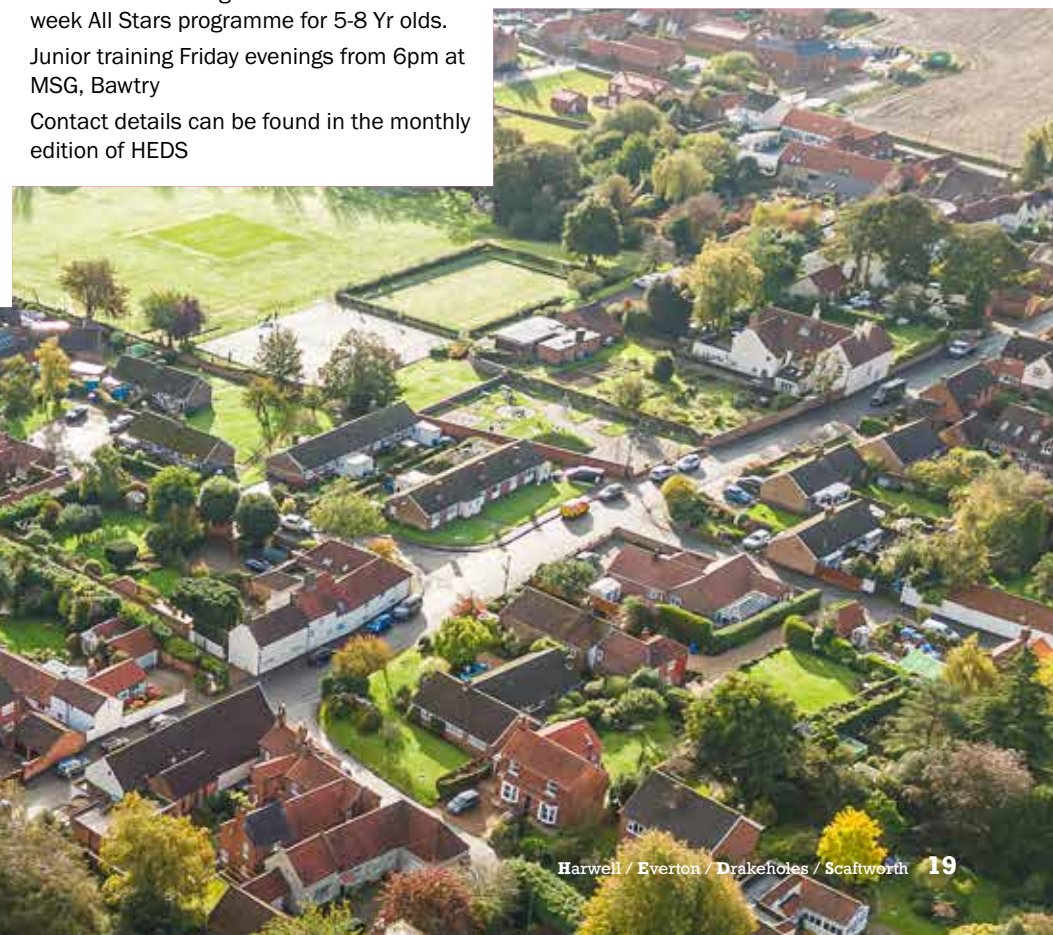 week All Stars programme for 5-8 Yr olds.
Junior training Friday evenings from 6pm at
MSG, Bawtry
Contact details can be found in the monthly
edition of HEDS
Harwell / Everton / Drakeholes / Scaftworth 19